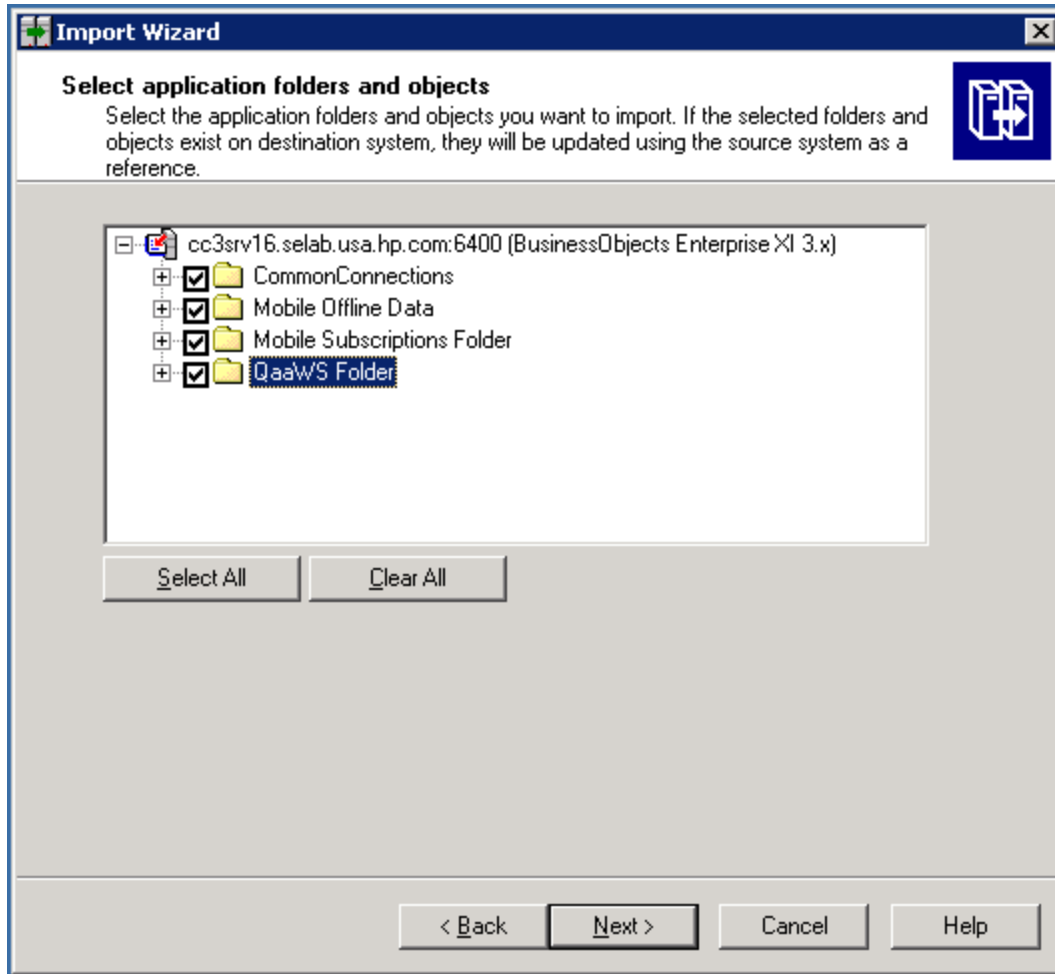 Import Wizard
Select application folders and objects
Select the application folders and objects you want to import. If the selected folders and
objects exist on destination system, they will be updated using the source system as a
reference.
cc3srv16.selab.usa.hp.com:6400 (BusinessObjects Enterprise XI 3.x)
CommonConnections
Mobile Offline Data
Mobile Subscriptions Folder
QaaWS Folder
Select All
Clear All
< Back
Next >
Cancel
Help